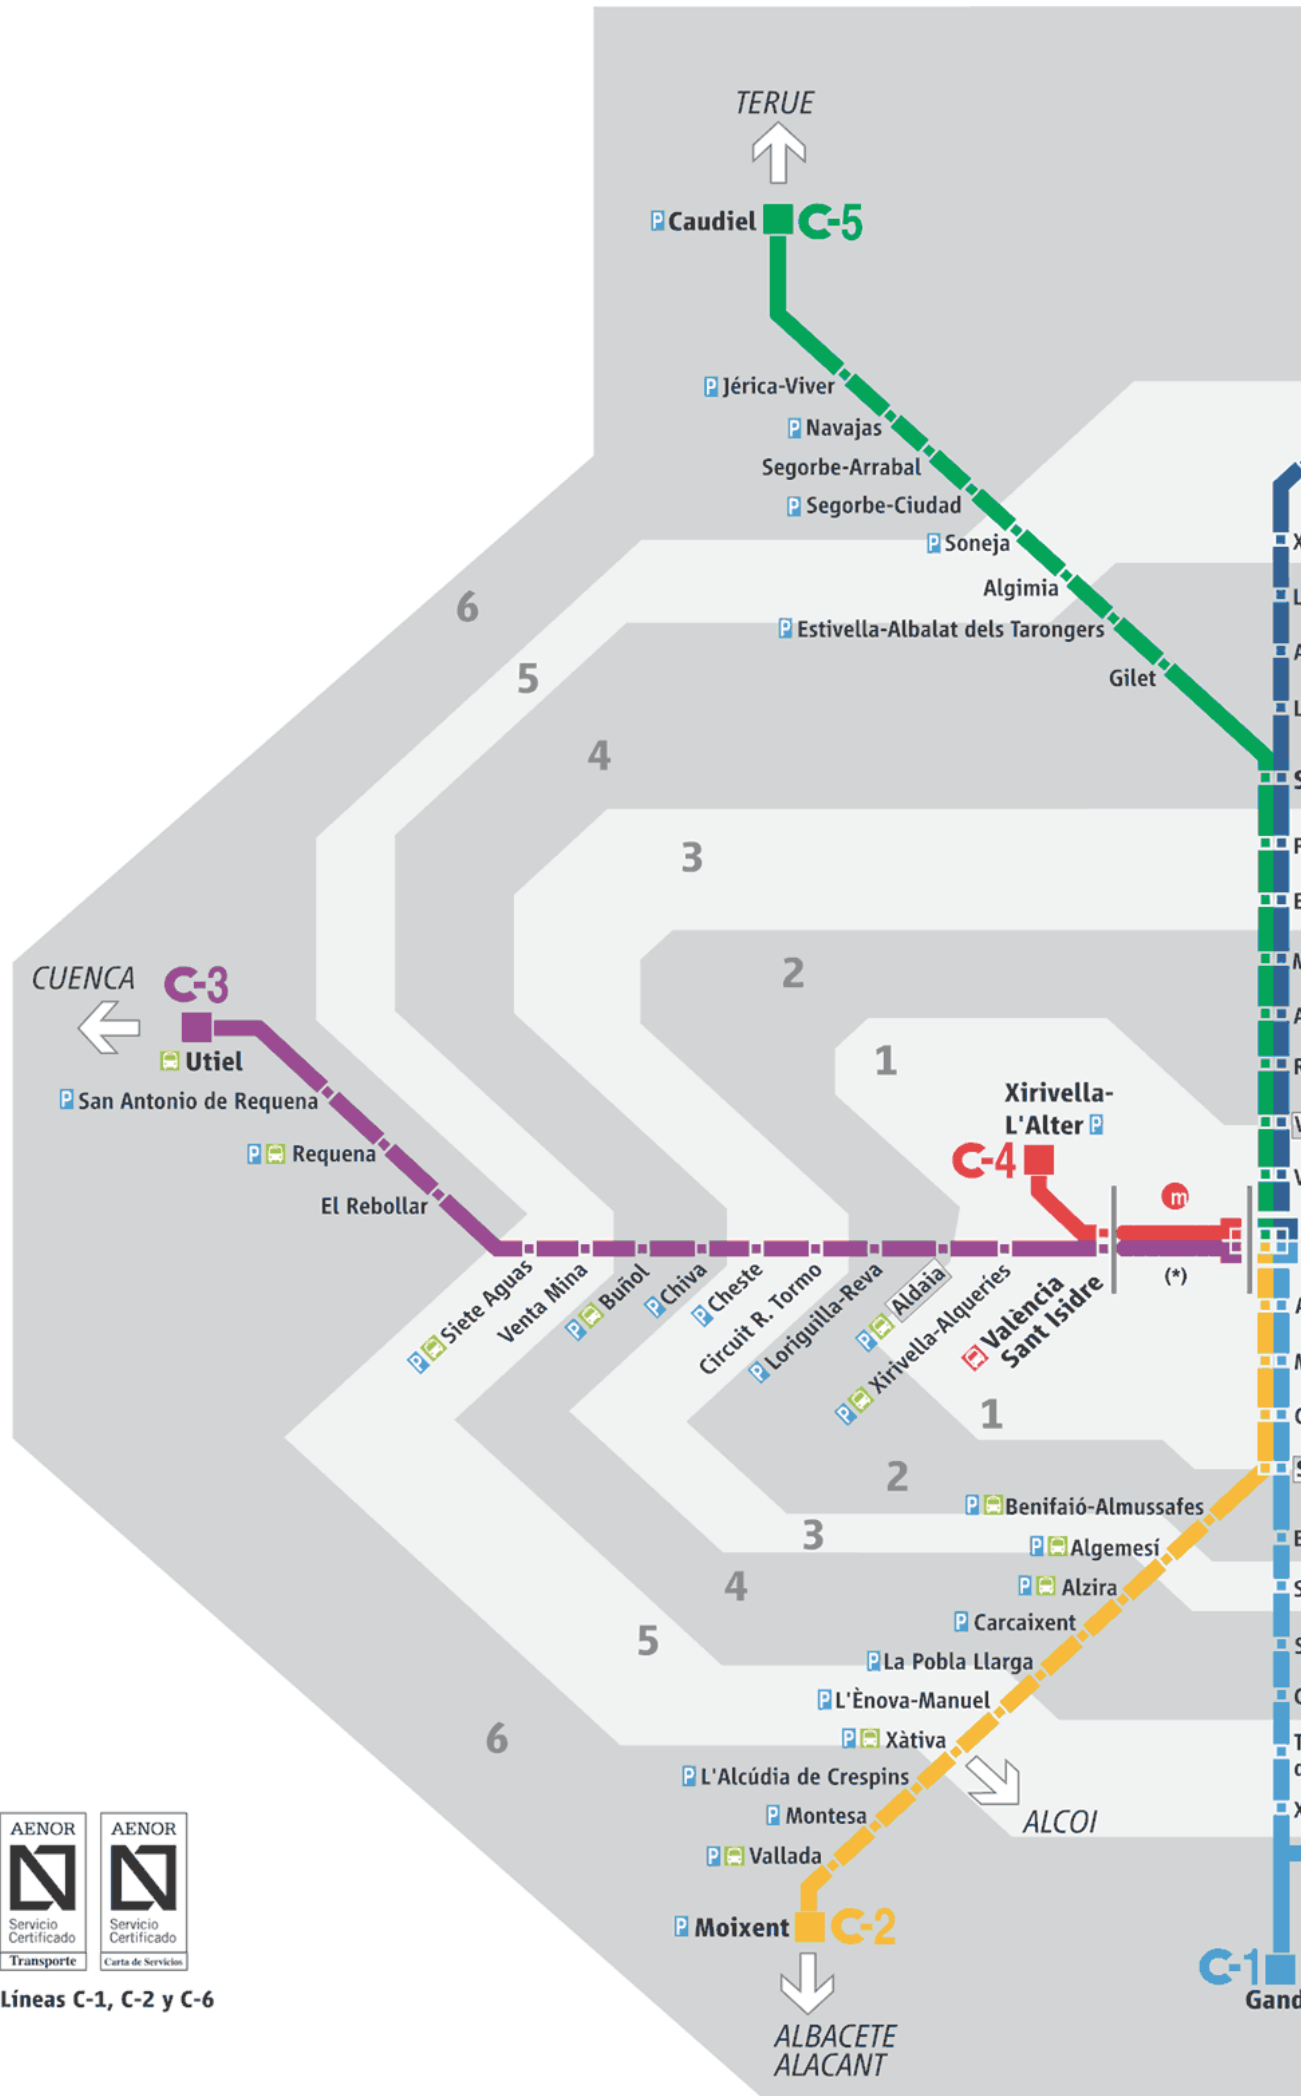 TERUE
Caudiel C-5
Jérica-Viver
Navajas
Segorbe-Arrabal
Segorbe-Ciudad
Soneja
Algimia
Estivella-Albalat dels Tarongers
Gilet
6
5
4
3
2
1
CUENCA
C-3
Utiel
San Antonio de Requena
Requena
El Rebollar
Xirivella-
L'Alter
C-4
m
(*)
Siete Aguas
Venta Mina
Buñol
Chiva
Cheste
Circuit R. Tormo
Loriguilla-Reva
Aldaia
Xirivella-Alqueries
València
Sant Isidre
1
2
3
4
5
6
Benifaió-Almussafes
Algemesí
Alzira
Carcaixent
La Pobla Llarga
L'Ènova-Manuel
Xàtiva
L'Alcúdia de Crespins
Montesa
Vallada
Moixent C-2
ALCOI
ALBACETE
ALACANT
C-1
Gand
AENOR
Servicio
Certificado
Transporte
AENOR
Servicio
Certificado
Carta de Servicios
Líneas C-1, C-2 y C-6